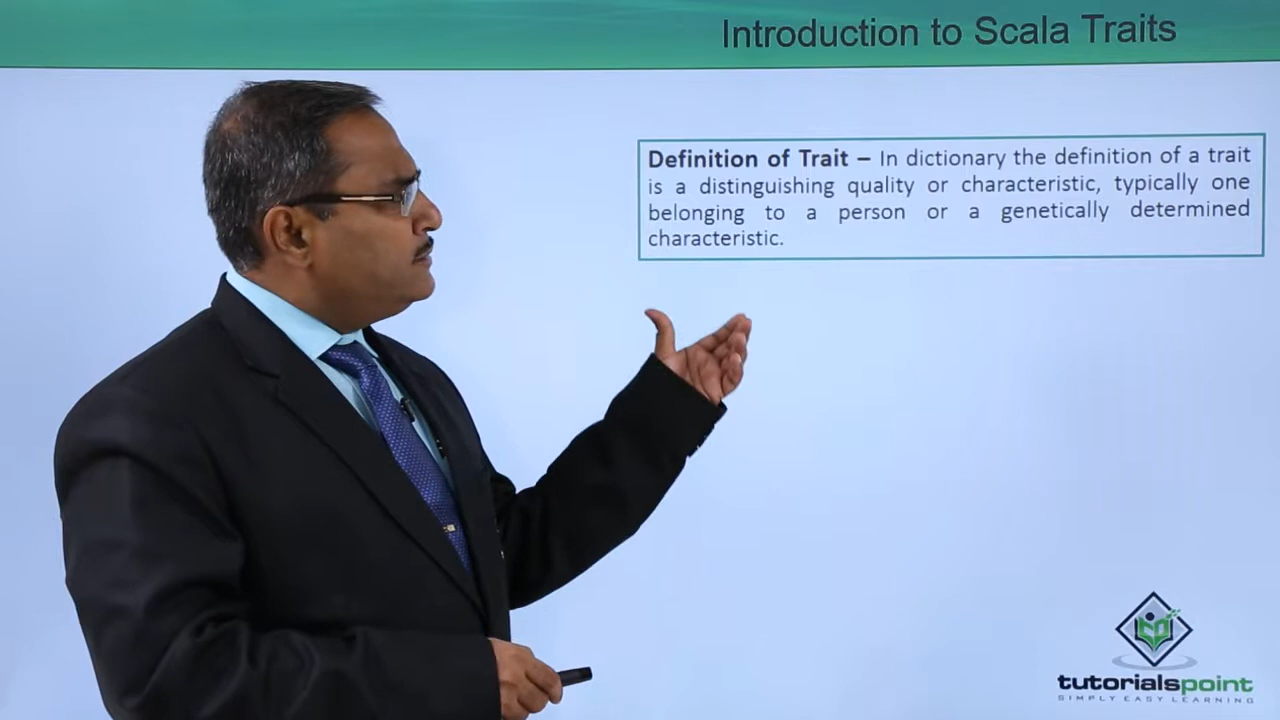 Introduction to Scala Traits
Definition of Trait – In dictionary the definition of a trait
is a distinguishing quality or characteristic, typically one
belonging to a person or a genetically determined
characteristic.
tutorialspoint
SIMPLY EASY LEARNING